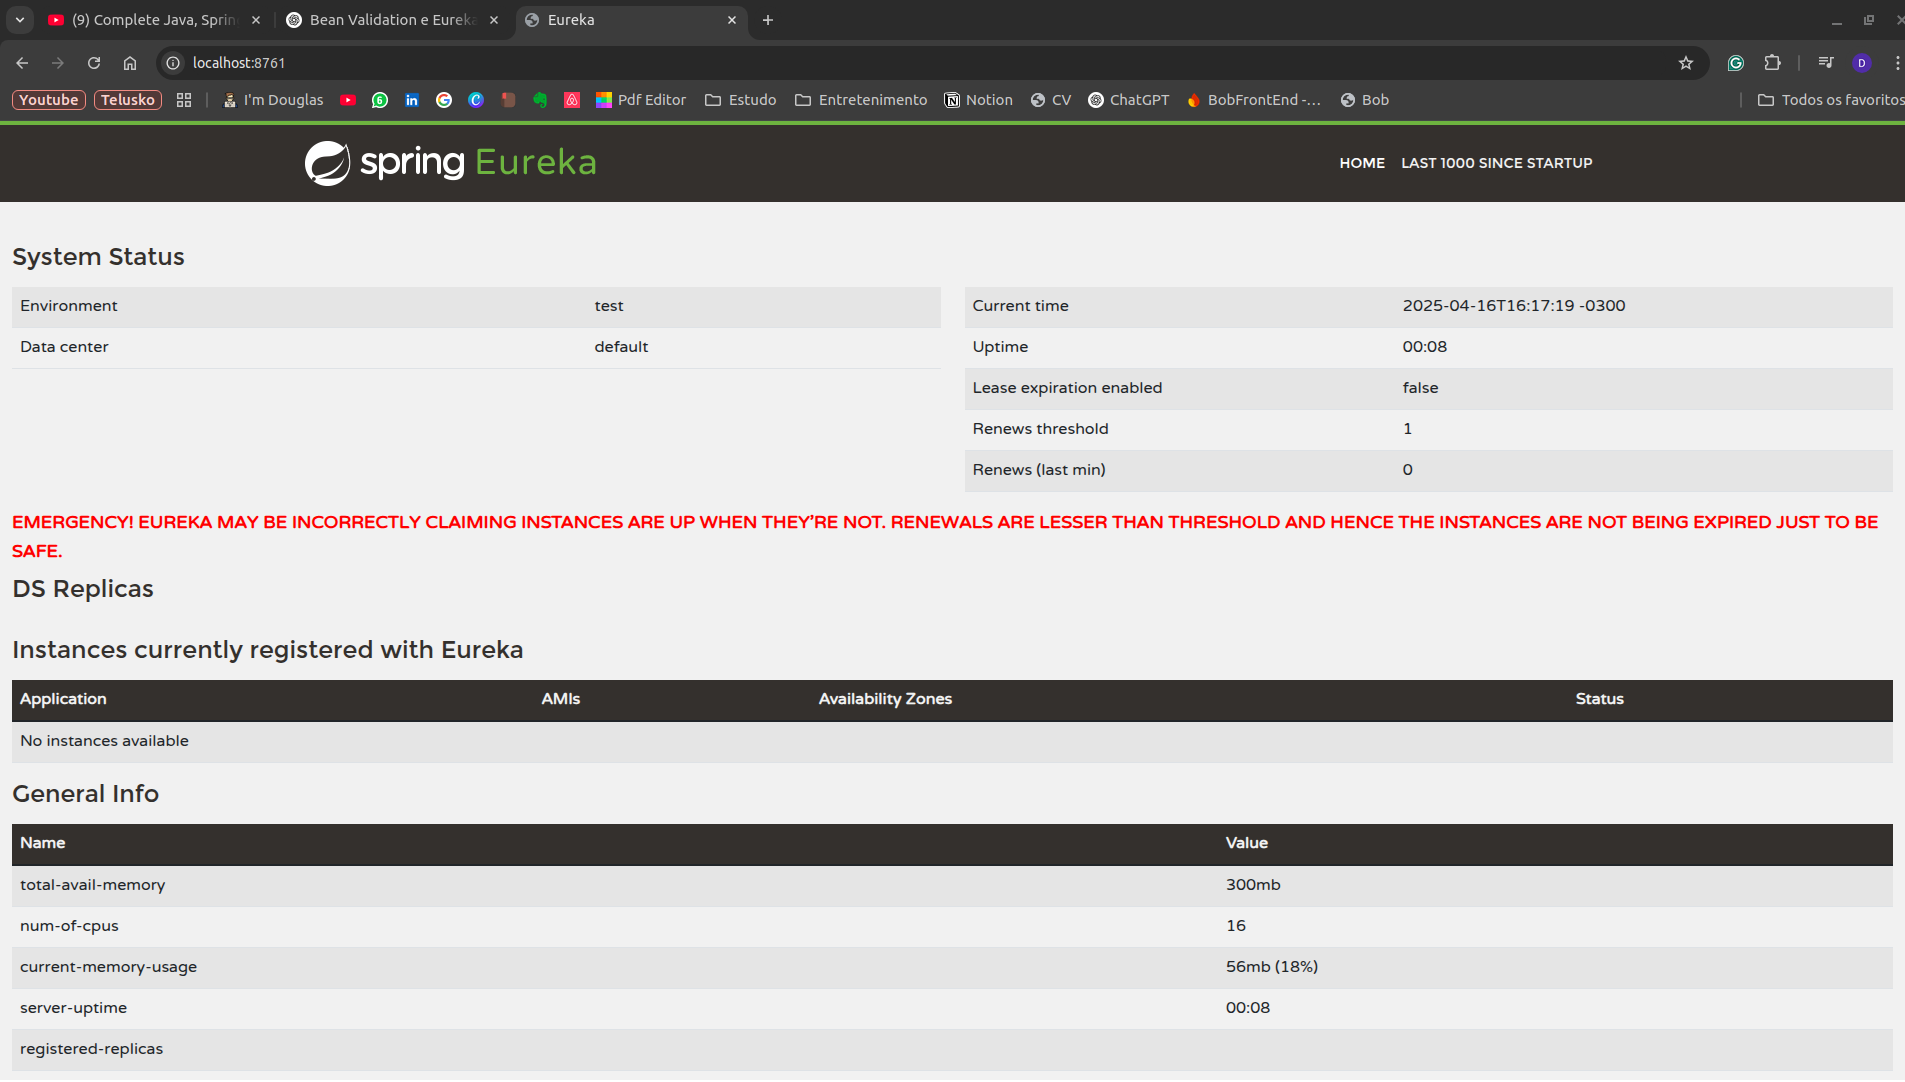 (9) Complete Java, Sprin
Bean Validation e Eureka
Eureka
localhost:8761
Youtube
Telusko
I'm Douglas
Pdf Editor
Estudo
Entretenimento
Notion
CV
ChatGPT
BobFrontEnd -...
Bob
Todos os favoritos
D
6
spring Eureka
HOME
LAST 1000 SINCE STARTUP
System Status
Environment test
Data center default
Current time 2025-04-16T16:17:19 -0300
Uptime 00:08
Lease expiration enabled false
Renews threshold 1
Renews (last min) 0
EMERGENCY! EUREKA MAY BE INCORRECTLY CLAIMING INSTANCES ARE UP WHEN THEY'RE NOT. RENEWALS ARE LESSER THAN THRESHOLD AND HENCE THE INSTANCES ARE NOT BEING EXPIRED JUST TO BE
SAFE.
DS Replicas
Instances currently registered with Eureka
Application AMIs Availability Zones Status
No instances available
General Info
Name Value
total-avail-memory 300mb
num-of-cpus 16
current-memory-usage 56mb (18%)
server-uptime 00:08
registered-replicas